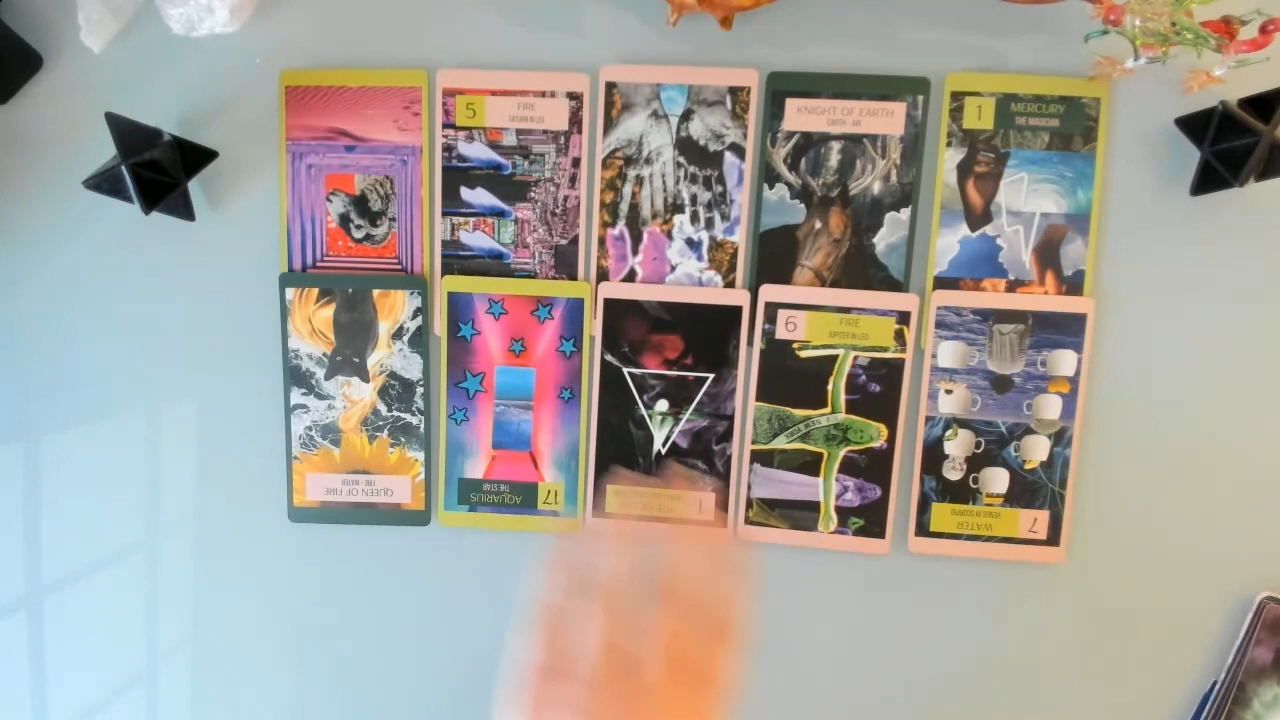 5 FIRE
SATURN IN LEO
KNIGHT OF EARTH
EARTH - AIR
1 MERCURY
THE MAGICIAN
QUEEN OF FIRE
FIRE - WATER
17 AQUARIUS
THE STAR
1
6 FIRE
JUPITER IN LEO
NEW YORK
7 WATER
VENUS IN SCORPIO